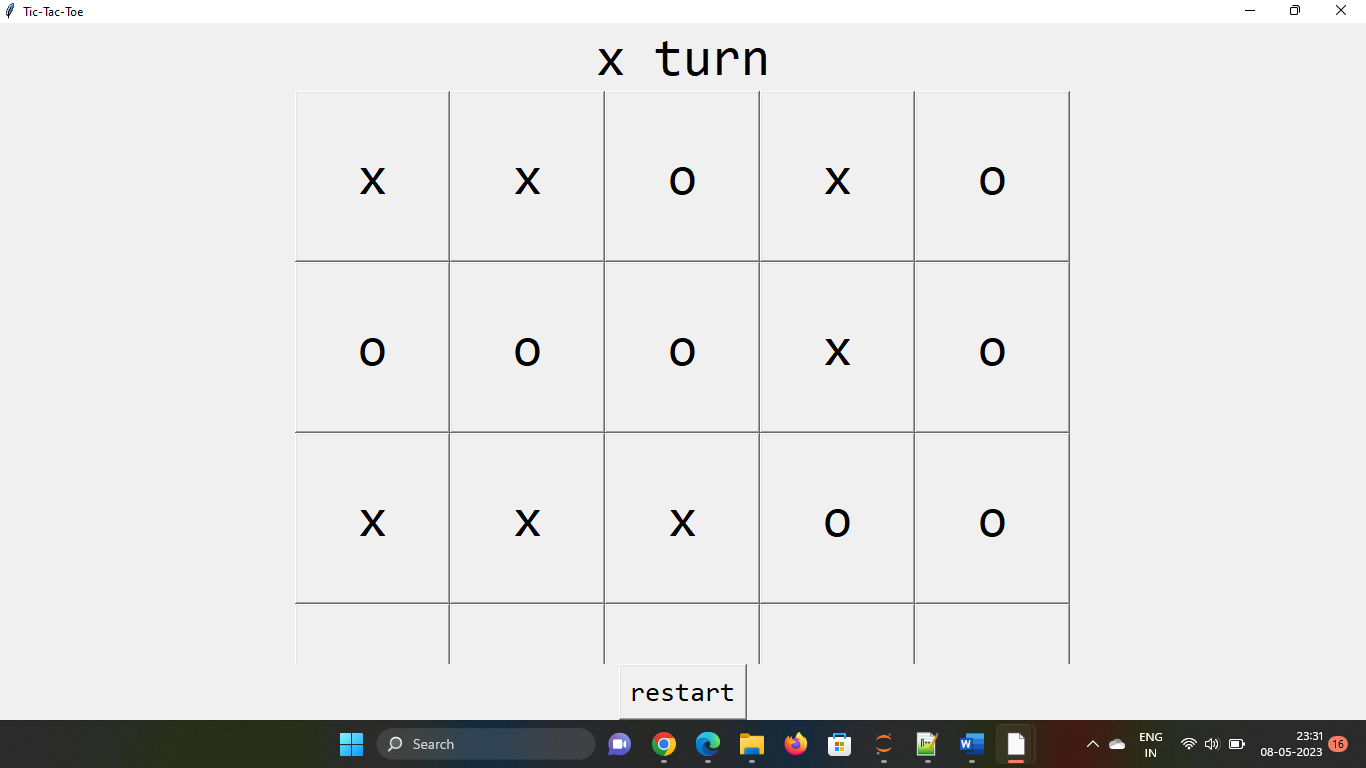 Tic-Tac-Toe
x turn
x x o x o
o o o x o
x x x o o
restart
Search
ENG
IN
23:31
08-05-2023
16